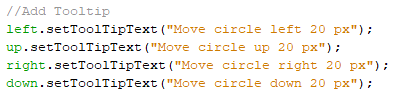 //Add Tooltip
left.setToolTipText("Move circle left 20 px");
up.setToolTipText("Move circle up 20 px");
right.setToolTipText("Move circle right 20 px");
down.setToolTipText("Move circle down 20 px");